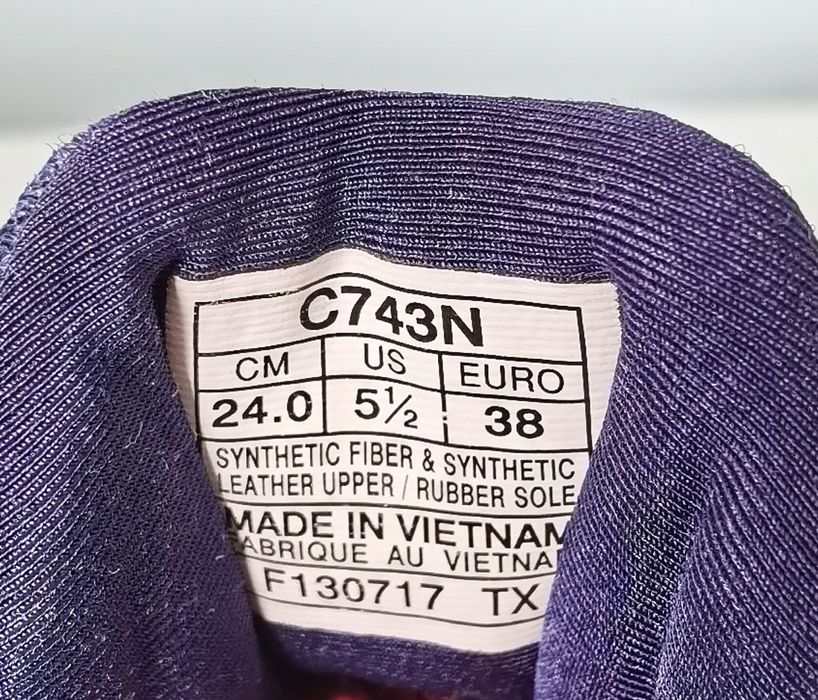 C743N
CM US EURO
24.0 5½ 38
SYNTHETIC FIBER & SYNTHETIC
LEATHER UPPER / RUBBER SOLE
MADE IN VIETNAM
FABRIQUE AU VIETNA
F130717 TX